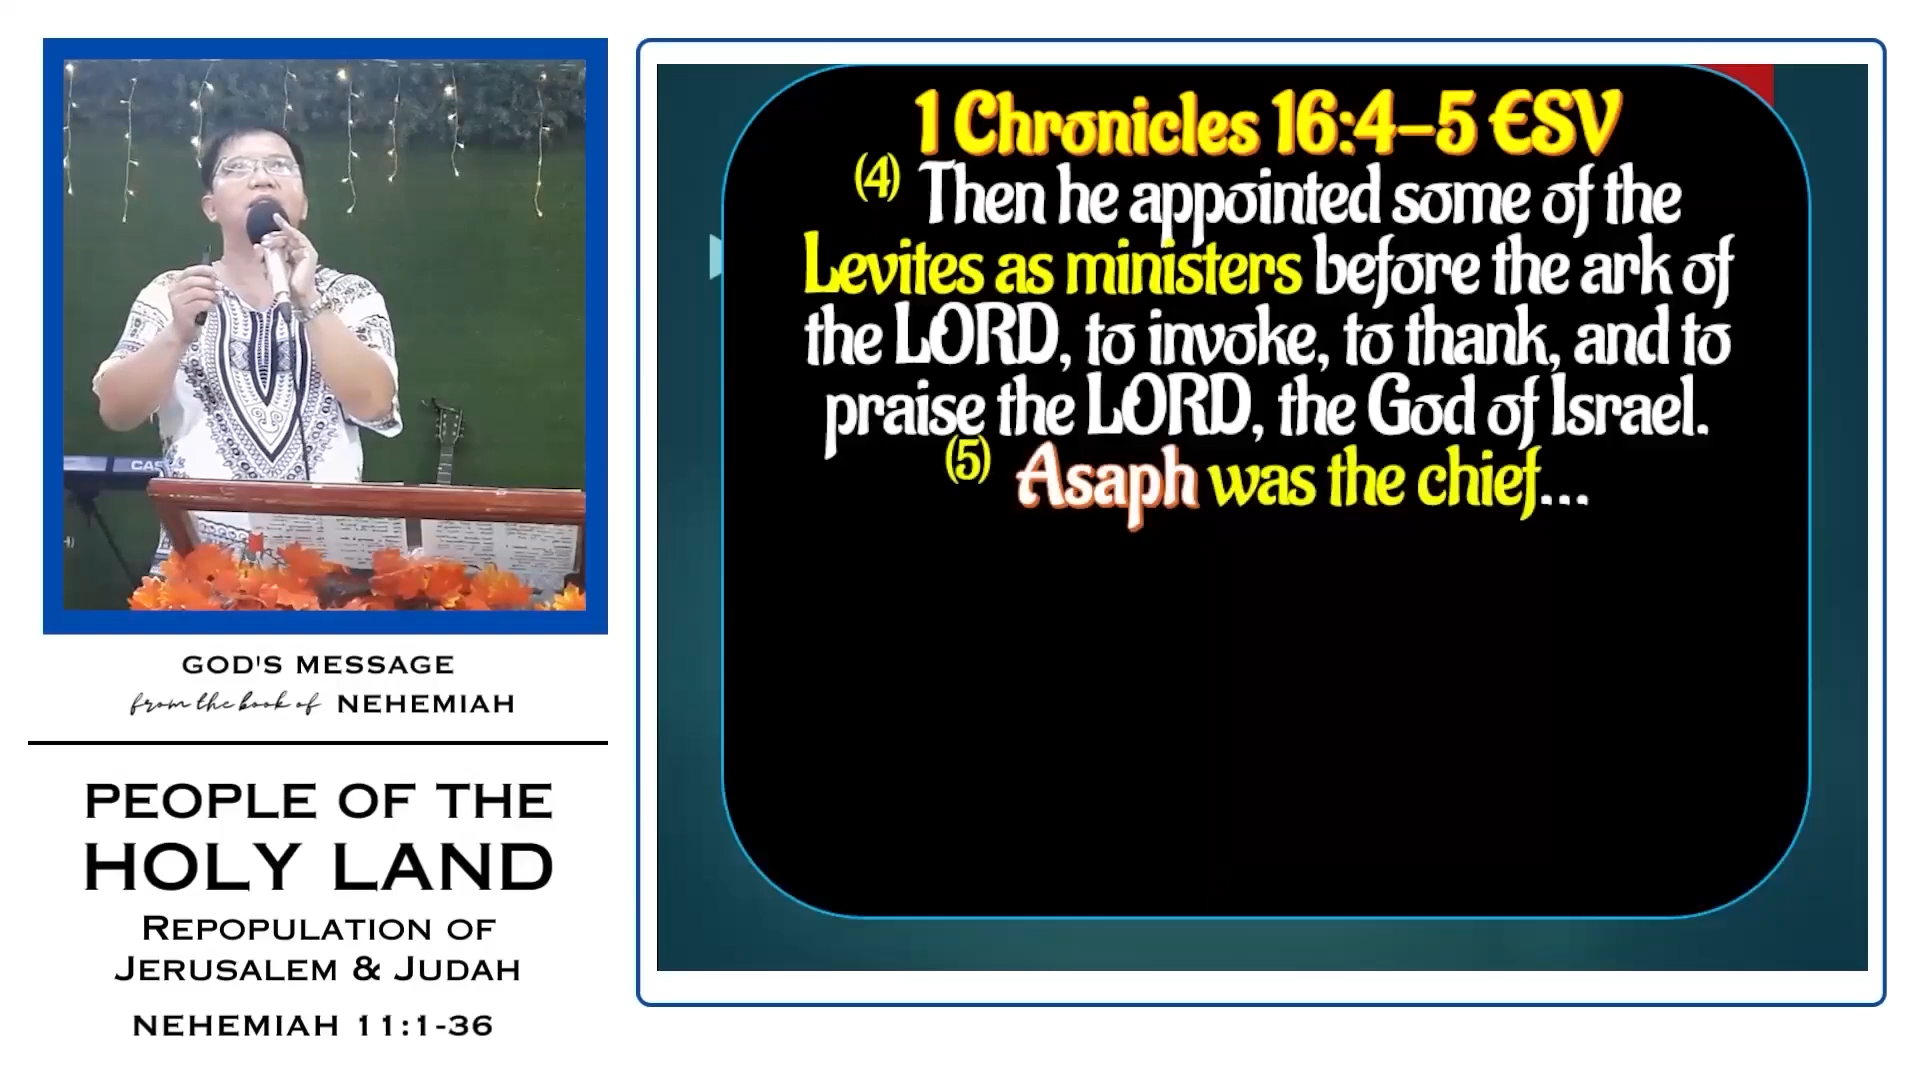 GOD'S MESSAGE
from the book of NEHEMIAH
PEOPLE OF THE
HOLY LAND
REPOPULATION OF
JERUSALEM & JUDAH
NEHEMIAH 11:1-36
1 Chronicles 16:4–5 ESV
(4) Then he appointed some of the
Levites as ministers before the ark of
the LORD, to invoke, to thank, and to
praise the LORD, the God of Israel.
(5) Asaph was the chief...